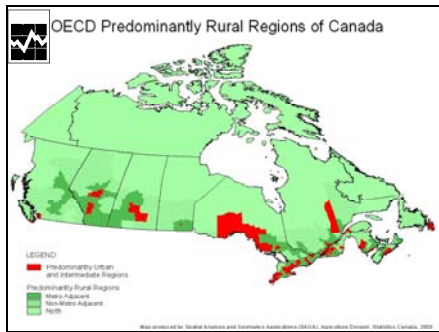 OECD Predominantly Rural Regions of Canada
LEGEND:
Predominantly Urban
and Intermediate Regions
Predominantly Rural Regions
Metro Adjacent
Non-Metro Adjacent
North
Map produced by Spatial Analysis and Geomatics Applications (SAGA), Agriculture Division, Statistics Canada, 2002